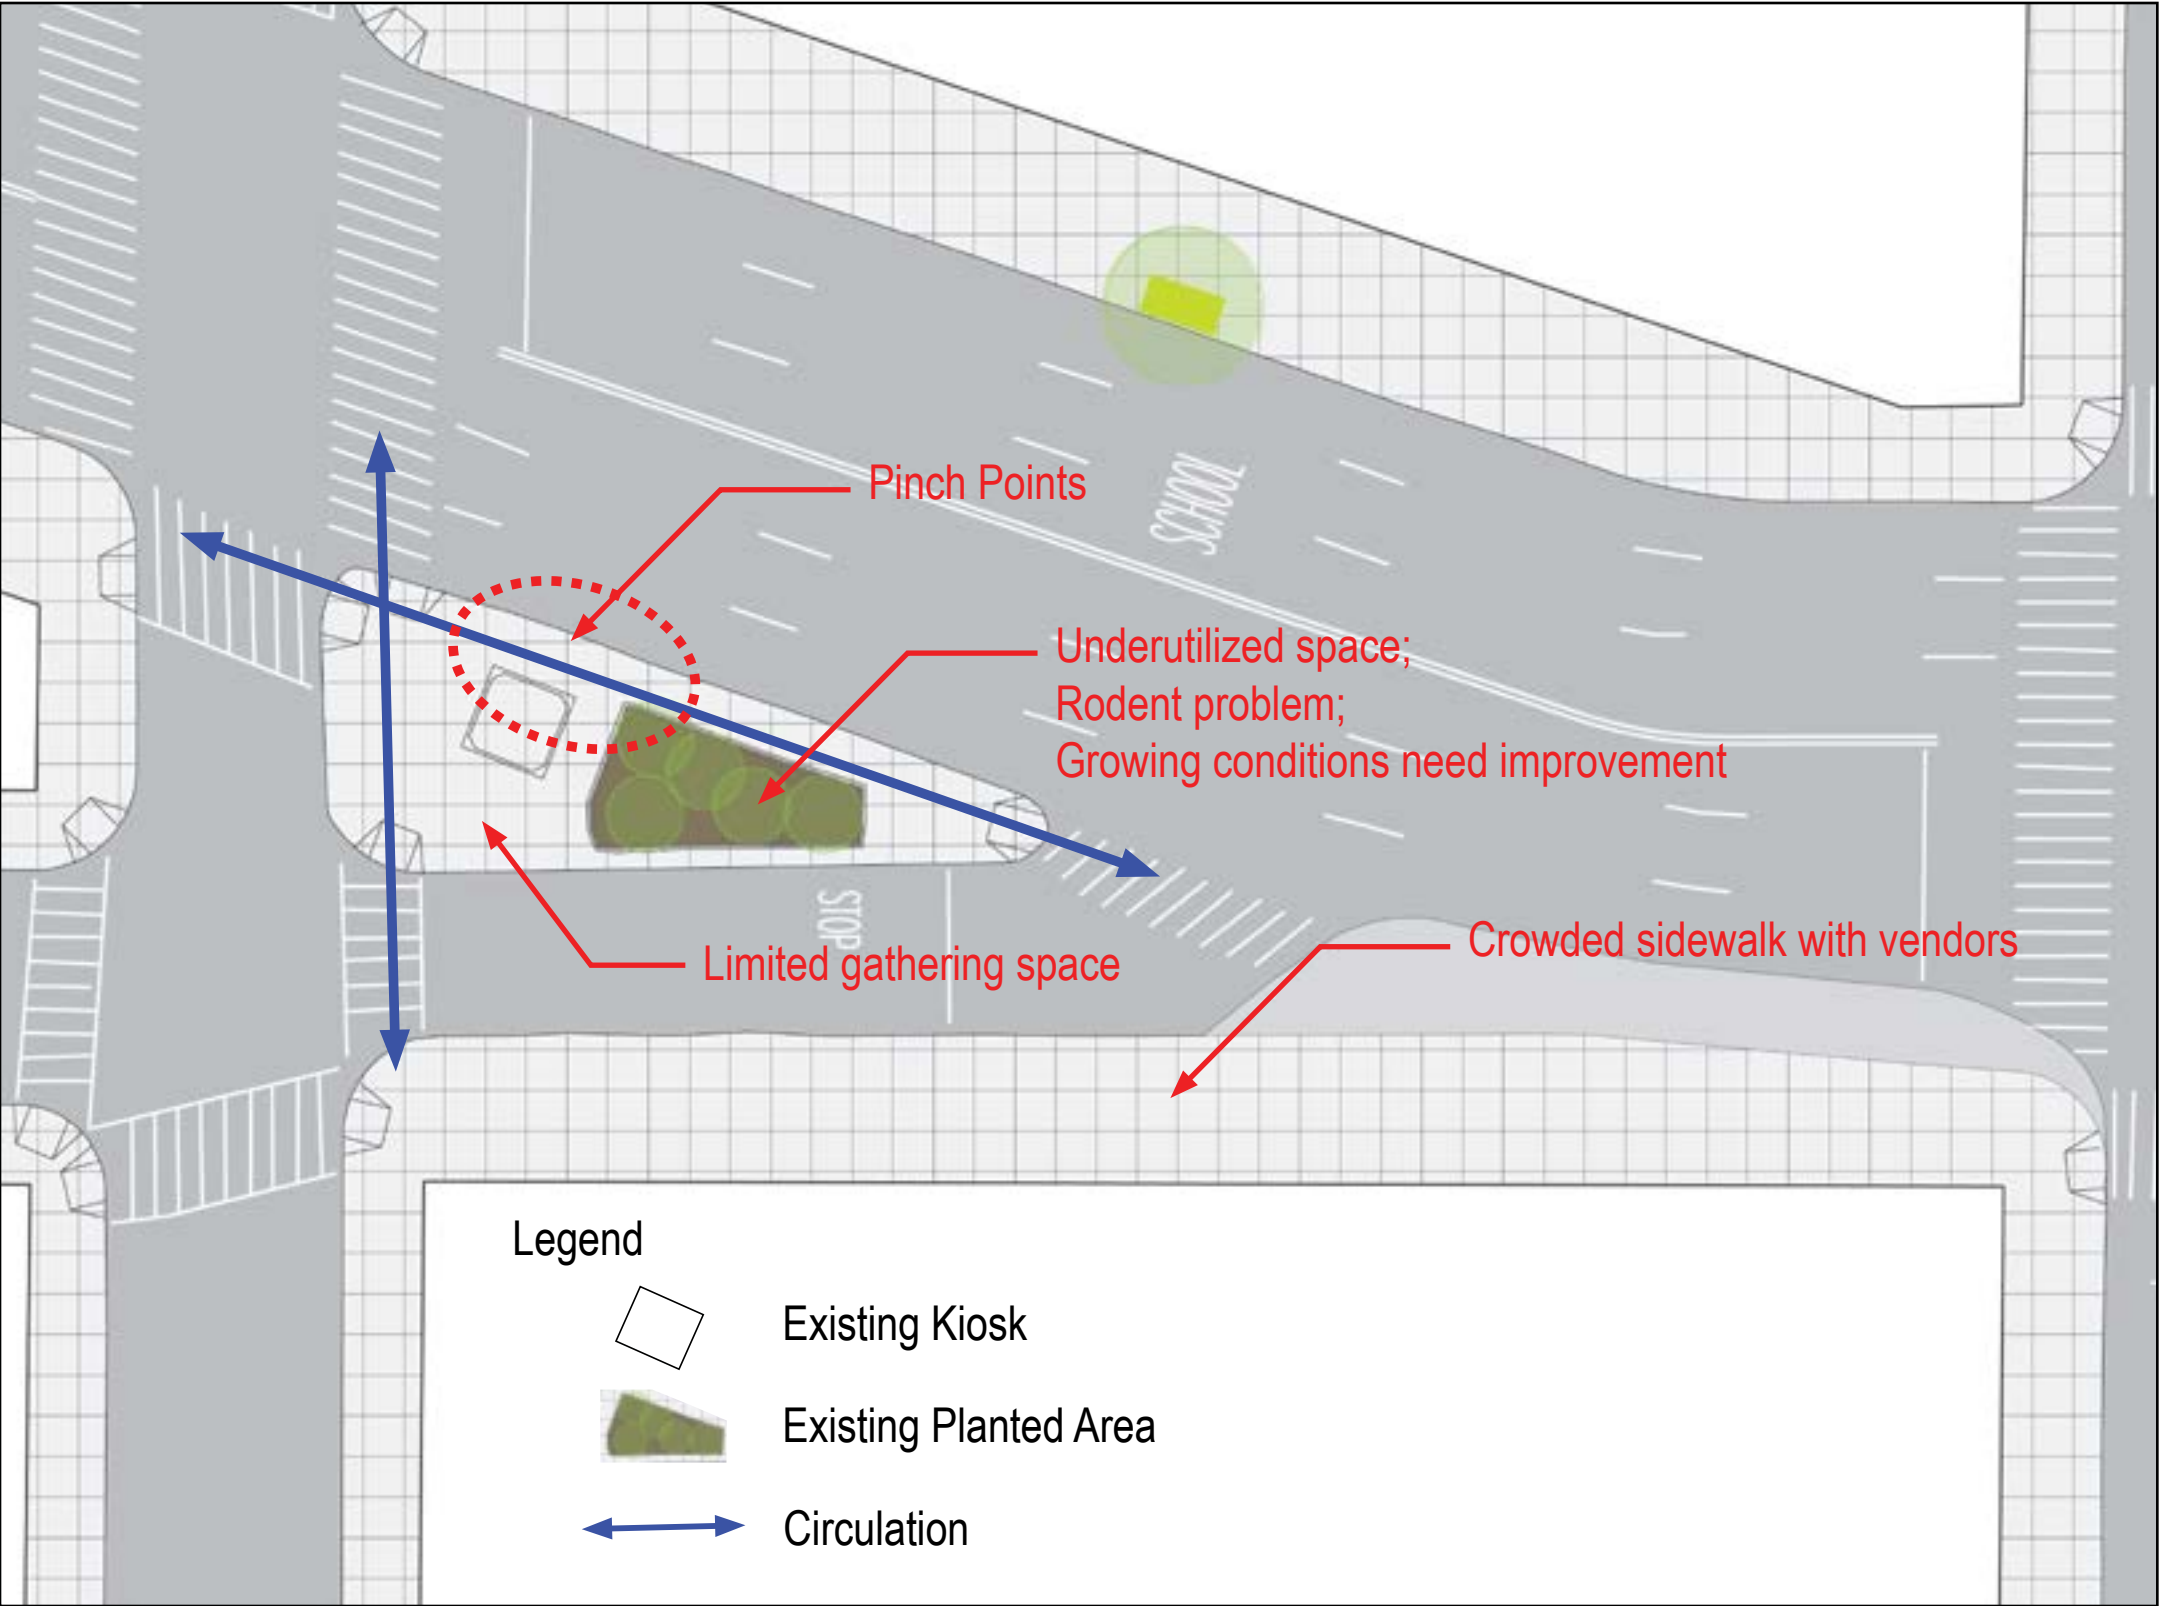 SCHOOL
Pinch Points
Underutilized space;
Rodent problem;
Growing conditions need improvement
STOP
Limited gathering space
Crowded sidewalk with vendors
Legend
Existing Kiosk
Existing Planted Area
Circulation